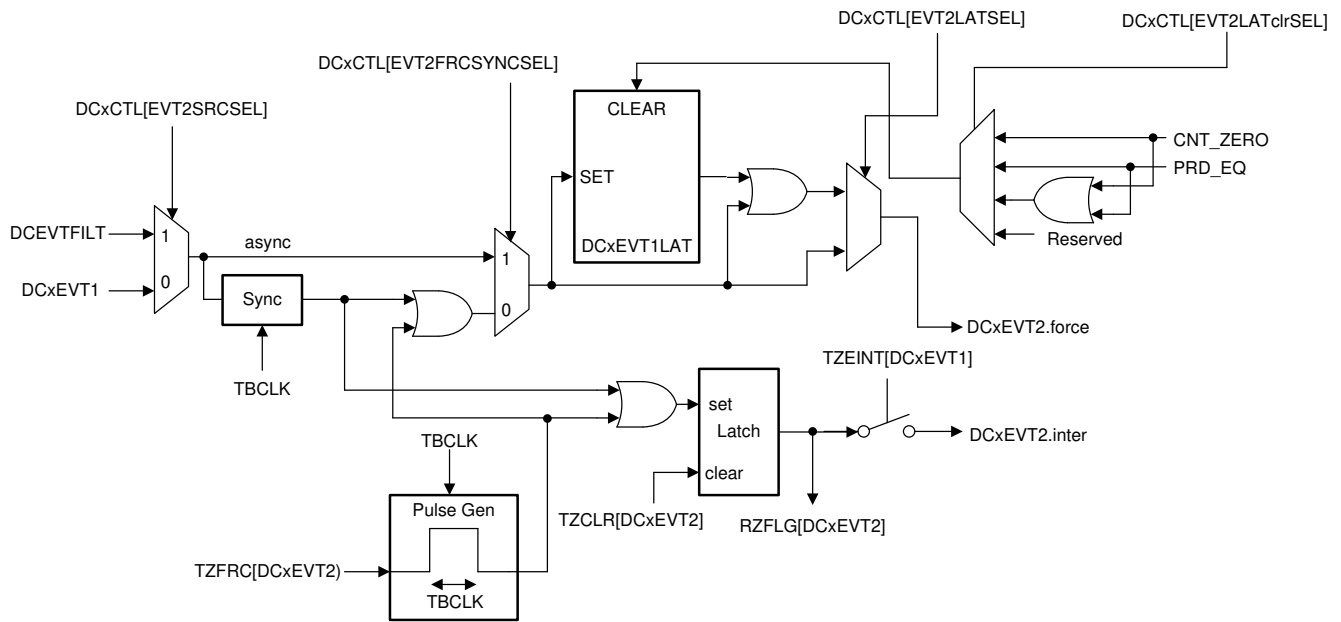 DCxCTL[EVT2LATSEL]
DCxCTL[EVT2LATclrSEL]
DCxCTL[EVT2FRCSYNCSEL]
DCxCTL[EVT2SRCSEL]
CLEAR
CNT_ZERO
PRD_EQ
SET
DCEVTFILT
1
async
1
DCxEVT1LAT
Reserved
DCxEVT1
0
Sync
0
DCxEVT2.force
TBCLK
TZEINT[DCxEVT1]
set
Latch
DCxEVT2.inter
TBCLK
clear
Pulse Gen
TZCLR[DCxEVT2]
RZFLG[DCxEVT2]
TZFRC[DCxEVT2)
TBCLK